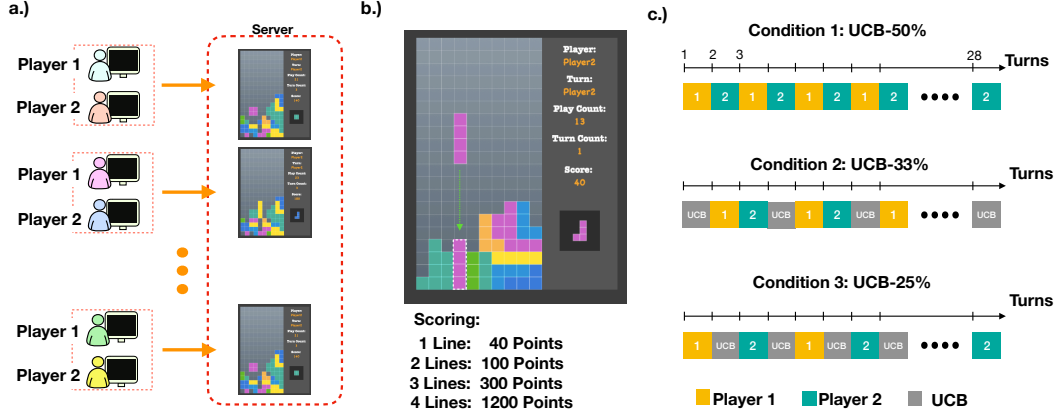 a.)
Server
Player 1
Player 2
Player 1
Player 2
Player 1
Player 2
b.)
Player:
Player2
Turn:
Player2
Play Count:
13
Turn Count:
1
Score:
40
Scoring:
1 Line: 40 Points
2 Lines: 100 Points
3 Lines: 300 Points
4 Lines: 1200 Points
c.)
Condition 1: UCB-50%
1 2 3 28 Turns
1 2 1 2 1 2 1 2 2
Condition 2: UCB-33%
UCB 1 2 UCB 1 2 UCB 1 UCB
Condition 3: UCB-25%
Turns
1 UCB 2 UCB 1 UCB 2 UCB 2
Player 1 Player 2 UCB